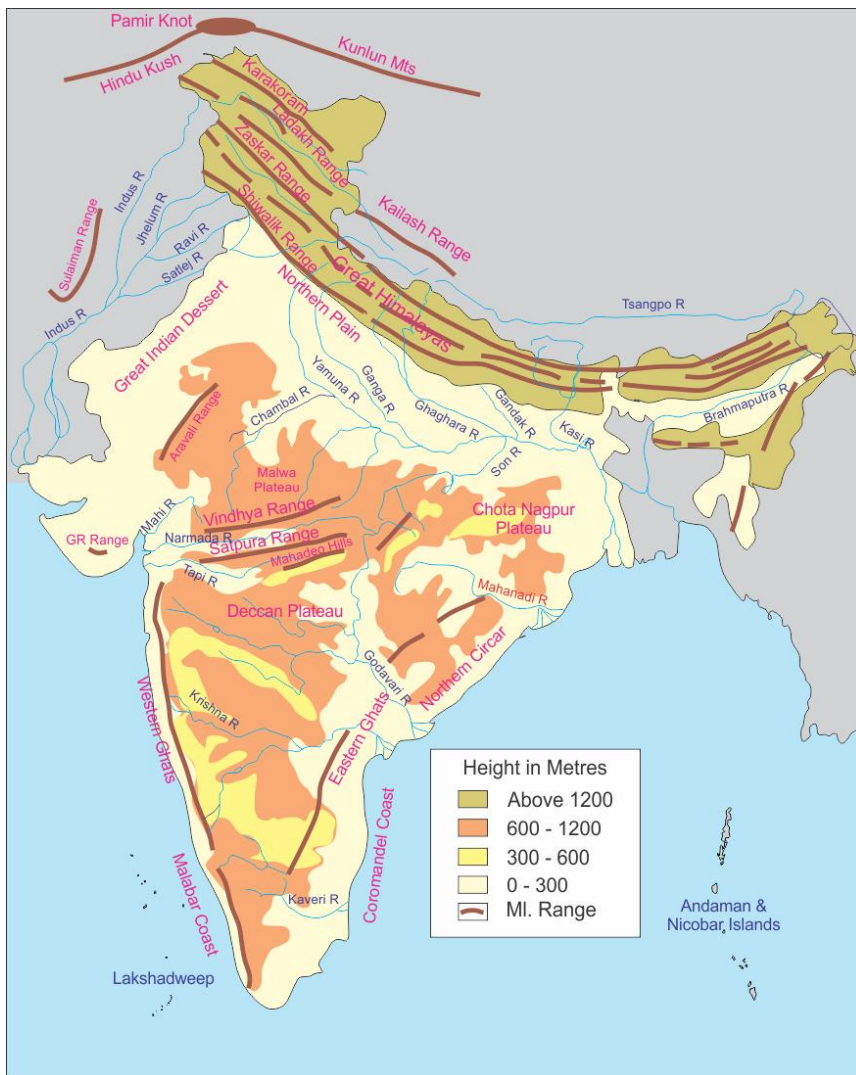 Pamir Knot
Hindu Kush
Kunlun Mts
Karakoram
Ladakh Range
Zaskar Range
Kailash Range
Indus R
Jhelum R
Sulaiman Range
Ravi R
Satlej R
Shiwalik Range
Indus R
Great Himalayas
Northern Plain
Tsangpo R
Great Indian Dessert
Yamuna R
Ganga R
Ghaghara R
Gandak R
Kasi R
Brahmaputra R
Aravali Range
Chambal R
Son R
Malwa
Plateau
Mahi R
Vindhya Range
Chota Nagpur
Plateau
GR Range
Narmada R
Satpura Range
Mahadeo Hills
Tapi R
Mahanadi R
Deccan Plateau
Northern Circar
Godavari R
Western Ghats
Krishna R
Eastern Ghats
Coromandel Coast
Malabar Coast
Kaveri R
Lakshadweep
Andaman &
Nicobar Islands
Height in Metres
Above 1200
600 - 1200
300 - 600
0 - 300
Ml. Range